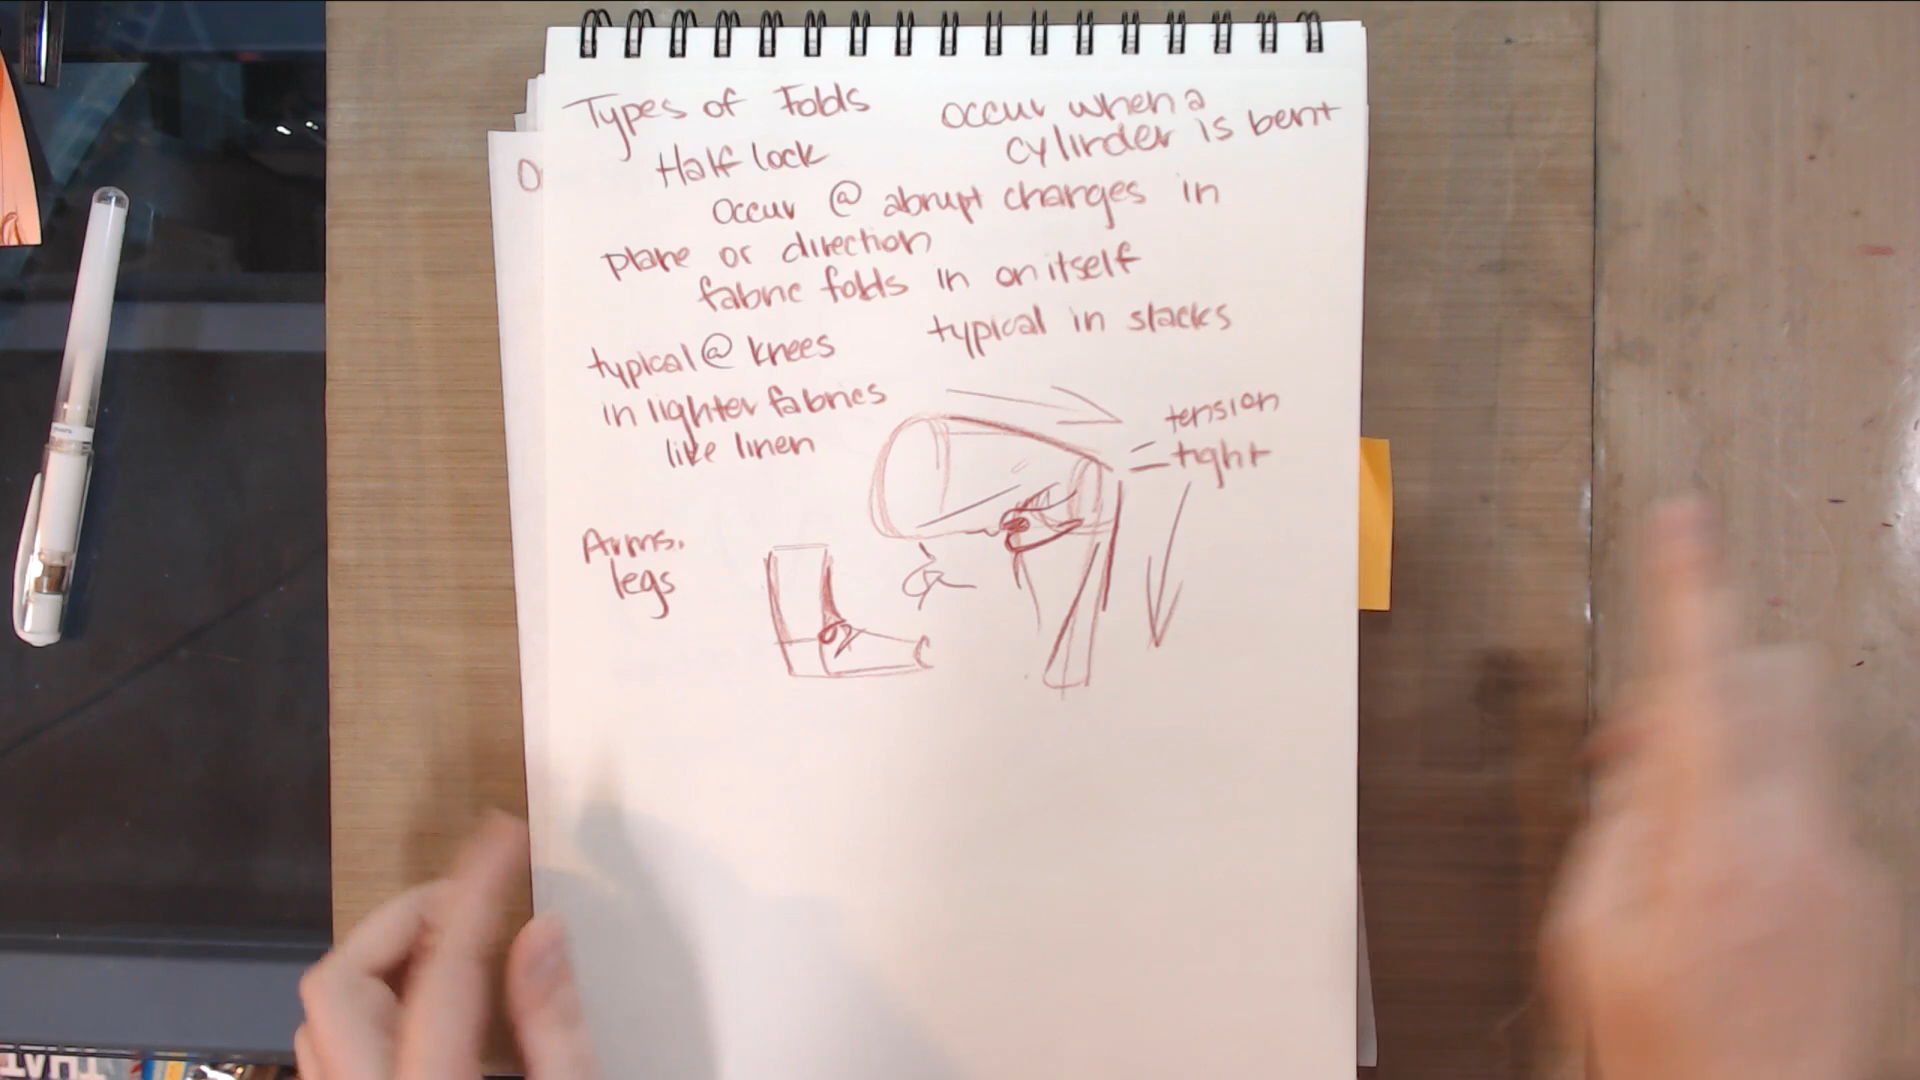 Types of Folds
occur when a
cylinder is bent
Half lock
occur @ abrupt changes in
plane or direction
fabric folds in on itself
typical @ knees
typical in slacks
in lighter fabrics
like linen
tension
tight
Arms.
legs